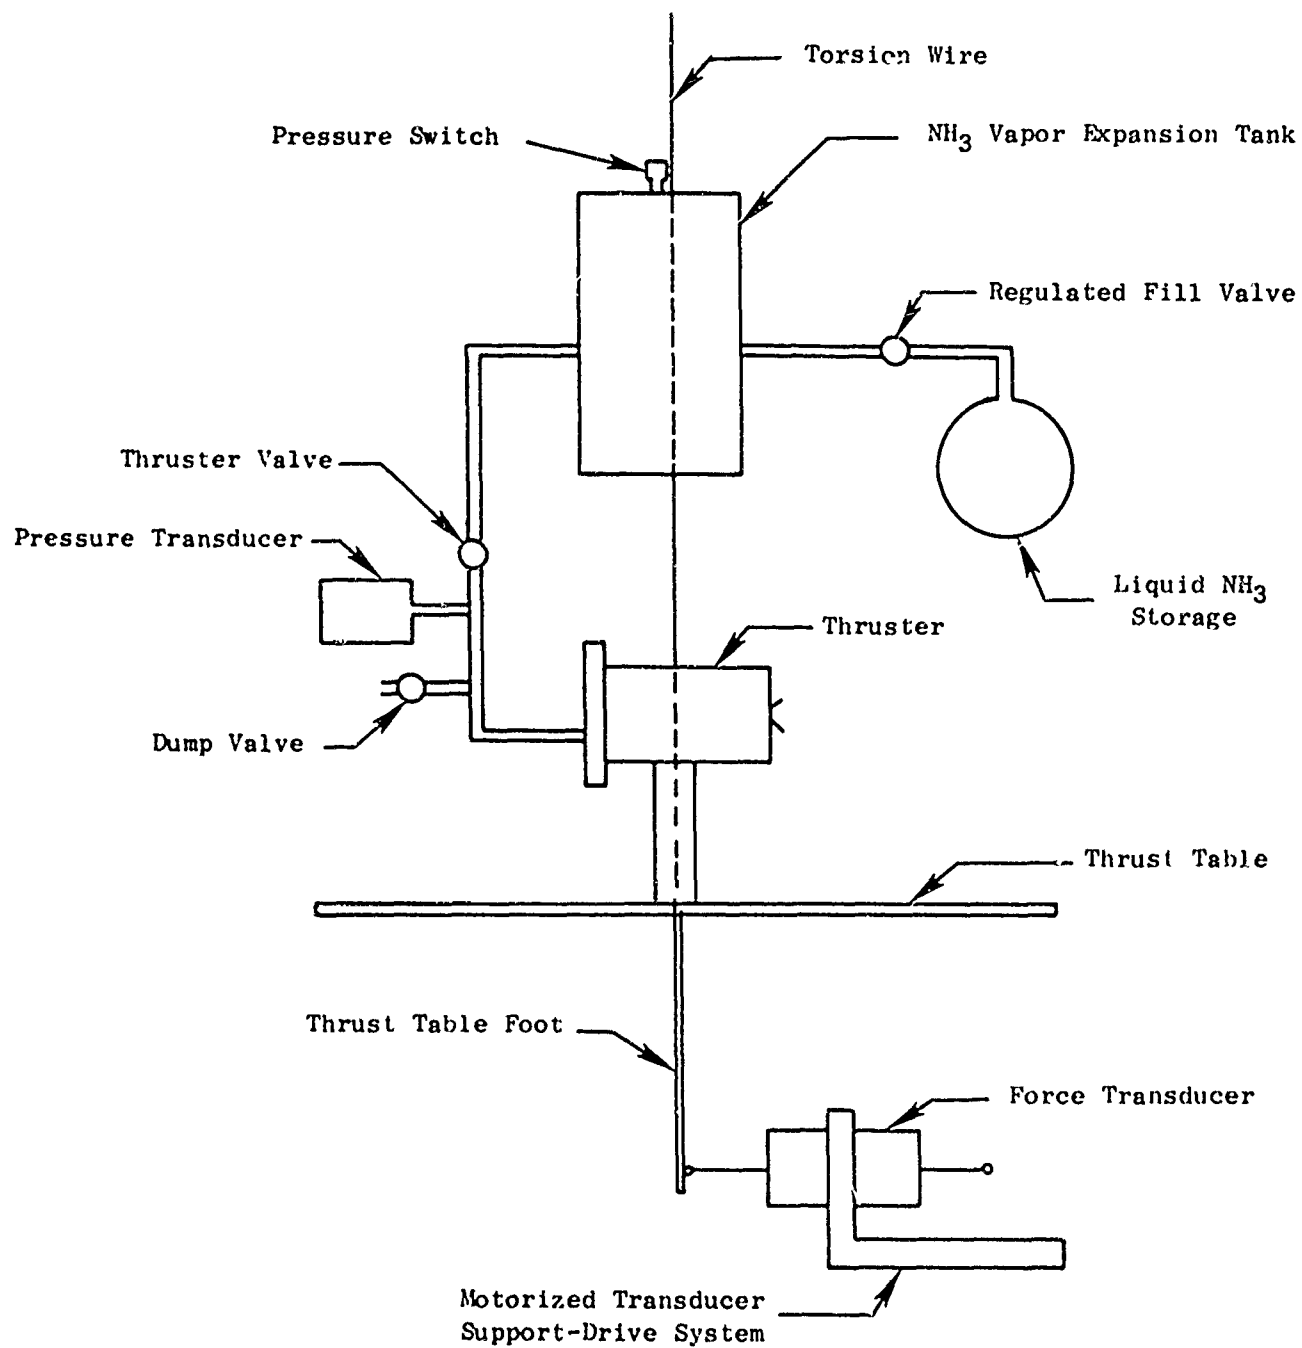 Torsion Wire
Pressure Switch
NH3 Vapor Expansion Tank
Regulated Fill Valve
Thruster Valve
Pressure Transducer
Liquid NH3
Storage
Thruster
Dump Valve
Thrust Table
Thrust Table Foot
Force Transducer
Motorized Transducer
Support-Drive System